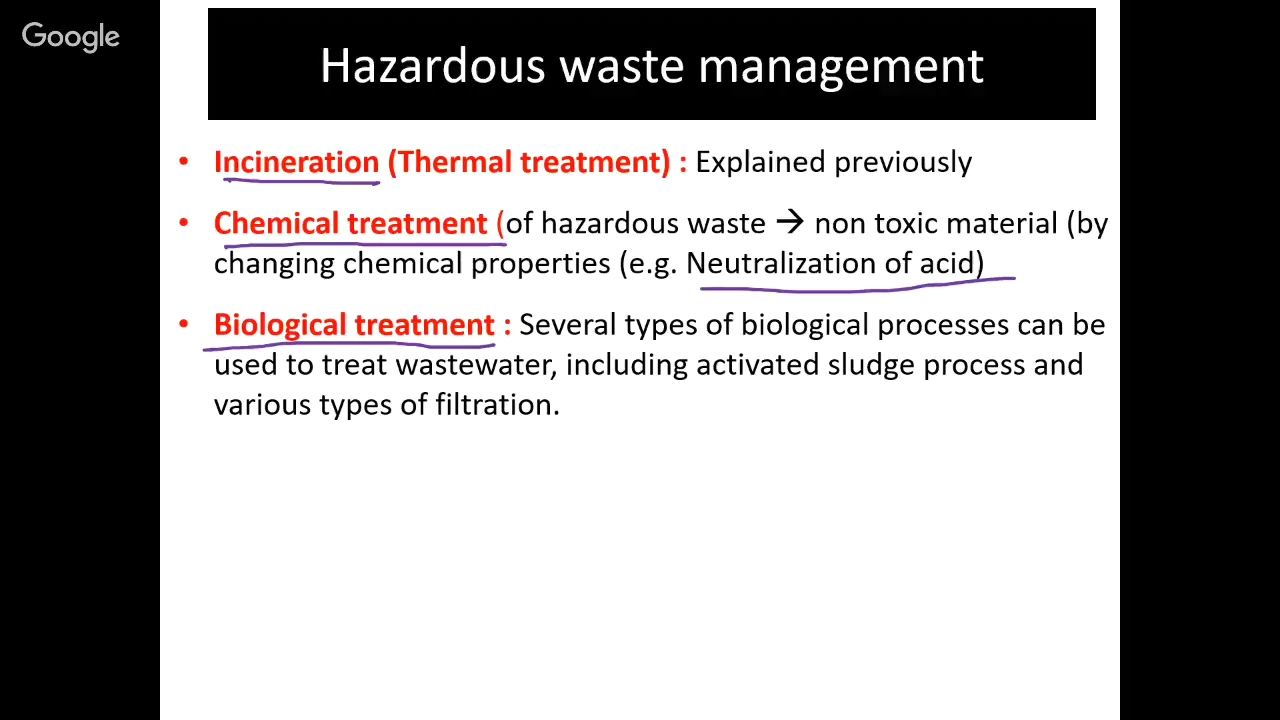 Google
Hazardous waste management
• Incineration (Thermal treatment) : Explained previously
• Chemical treatment (of hazardous waste → non toxic material (by
changing chemical properties (e.g. Neutralization of acid)
• Biological treatment : Several types of biological processes can be
used to treat wastewater, including activated sludge process and
various types of filtration.